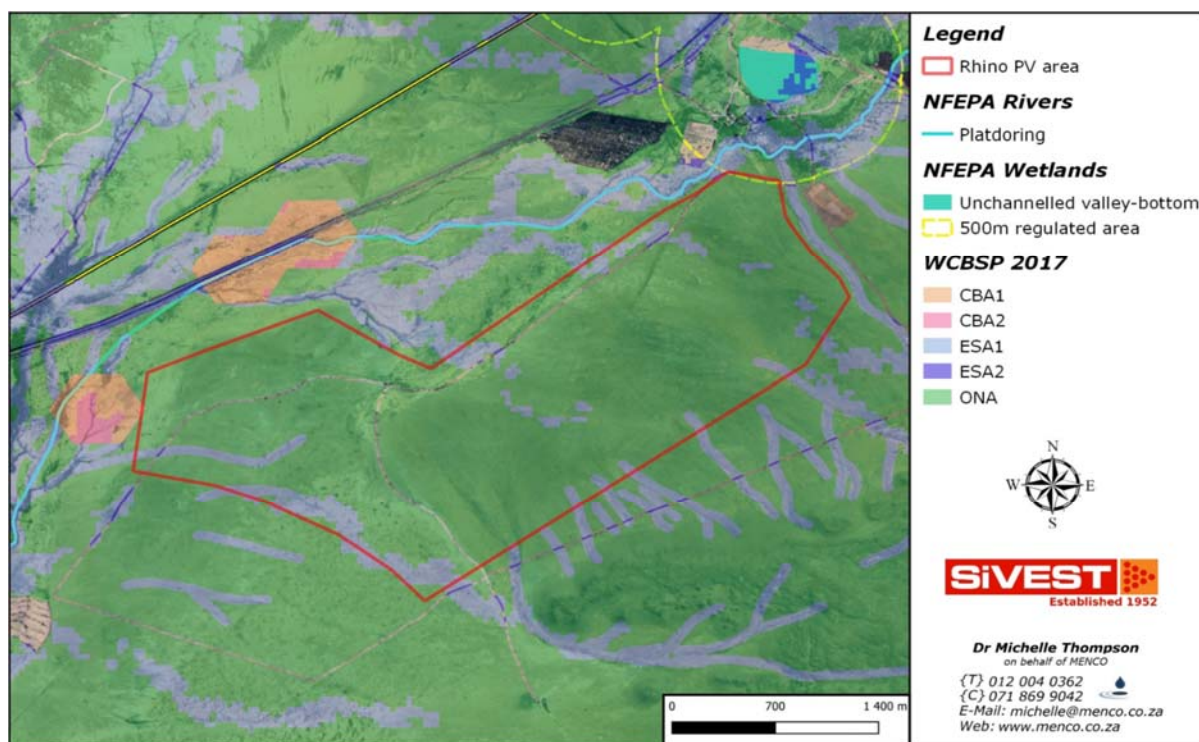 Legend
Rhino PV area
NFEPA Rivers
Platdoring
NFEPA Wetlands
Unchannelled valley-bottom
500m regulated area
WCBSP 2017
CBA1
CBA2
ESA1
ESA2
ONA
N
W E
S
SiVEST
Established 1952
Dr Michelle Thompson
on behalf of MENCO
{T} 012 004 0362
{C} 071 869 9042
E-Mail: michelle@menco.co.za
Web: www.menco.co.za
0 700 1 400 m